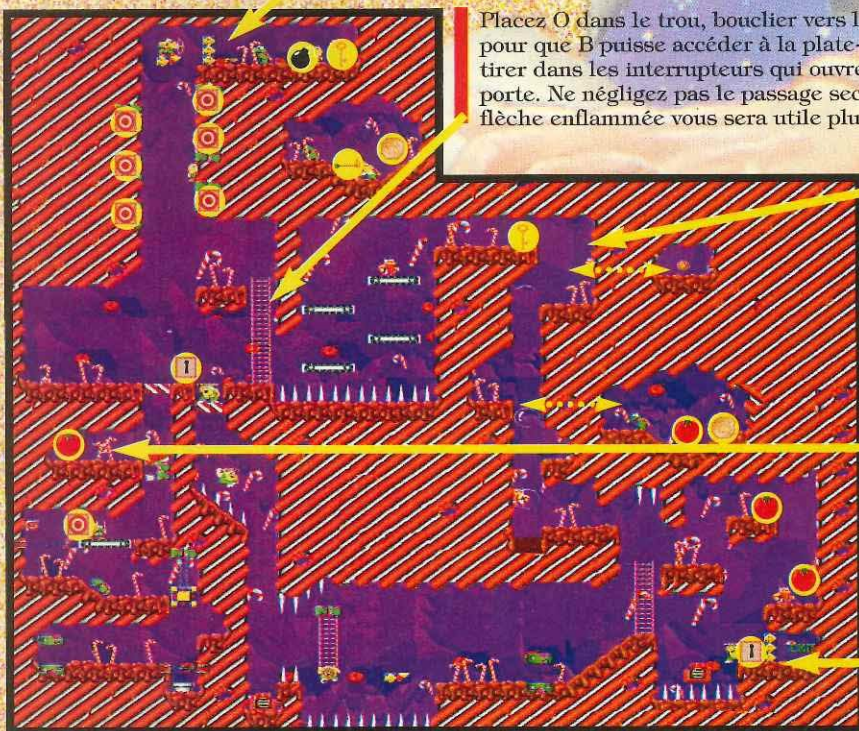 Placez O dans le trou, bouclier vers l
pour que B puisse accéder à la plate-
tirer dans les interrupteurs qui ouvre
porte. Ne négligez pas le passage sec
flèche enflammée vous sera utile plu
EXIT